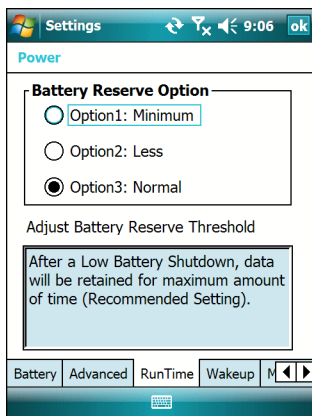 Settings 9:06 ok
Power
Battery Reserve Option
Option1: Minimum
Option2: Less
Option3: Normal
Adjust Battery Reserve Threshold
After a Low Battery Shutdown, data
will be retained for maximum amount
of time (Recommended Setting).
Battery Advanced RunTime Wakeup